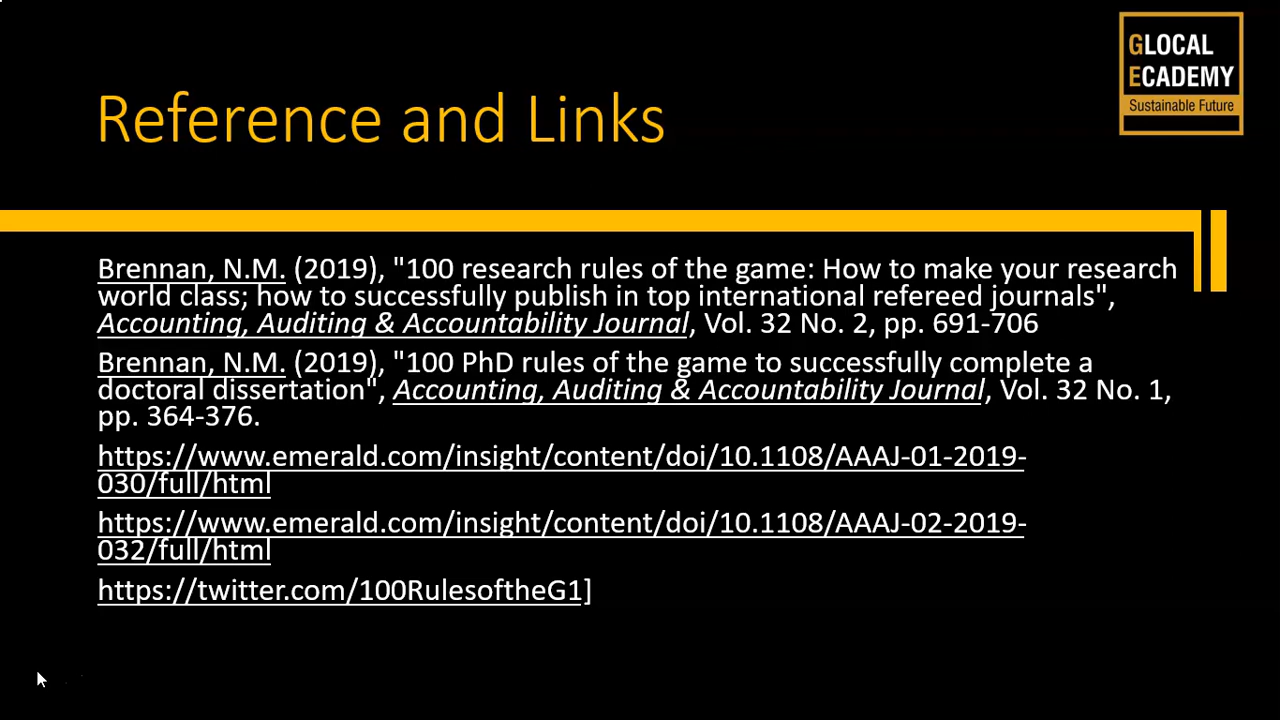 GLOCAL
ECADEMY
Sustainable Future
Reference and Links
Brennan, N.M. (2019), "100 research rules of the game: How to make your research
world class; how to successfully publish in top international refereed journals",
Accounting, Auditing & Accountability Journal, Vol. 32 No. 2, pp. 691-706
Brennan, N.M. (2019), "100 PhD rules of the game to successfully complete a
doctoral dissertation", Accounting, Auditing & Accountability Journal, Vol. 32 No. 1,
pp. 364-376.
https://www.emerald.com/insight/content/doi/10.1108/AAAJ-01-2019-
030/full/html
https://www.emerald.com/insight/content/doi/10.1108/AAAJ-02-2019-
032/full/html
https://twitter.com/100RulesoftheG1]